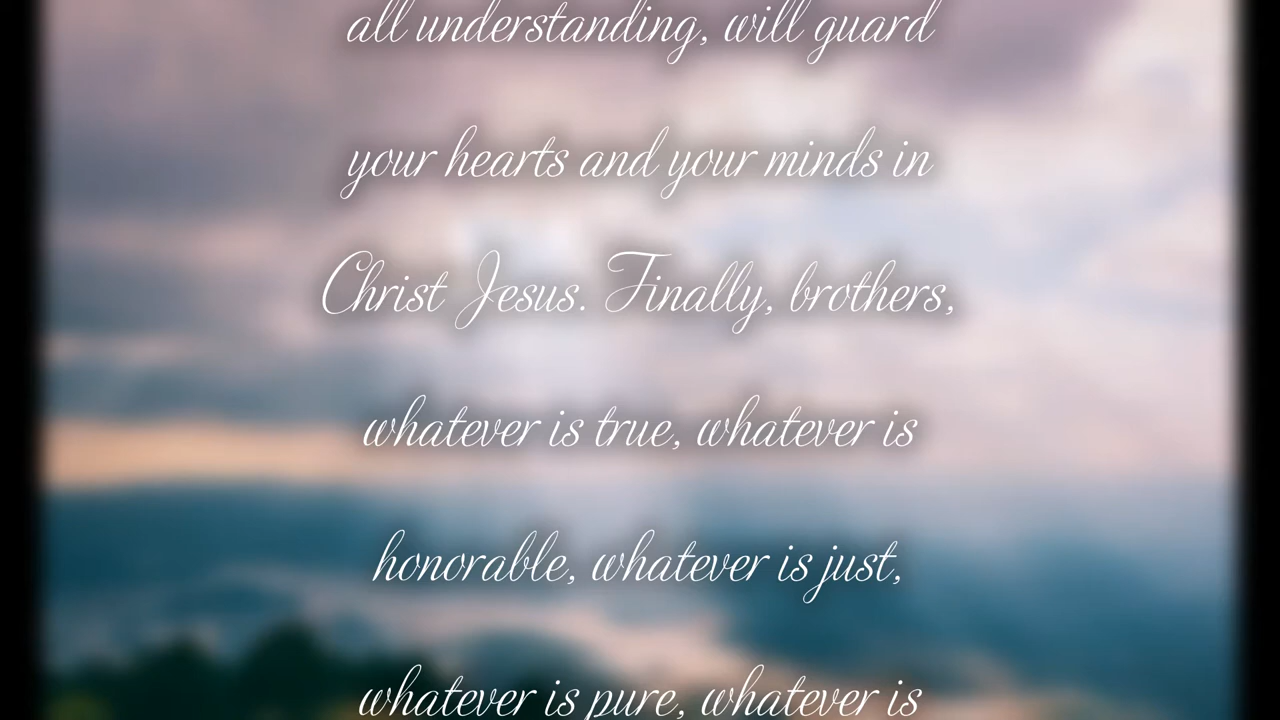 all understanding, will guard
your hearts and your minds in
Christ Jesus. Finally, brothers,
whatever is true, whatever is
honorable, whatever is just,
whatever is pure, whatever is